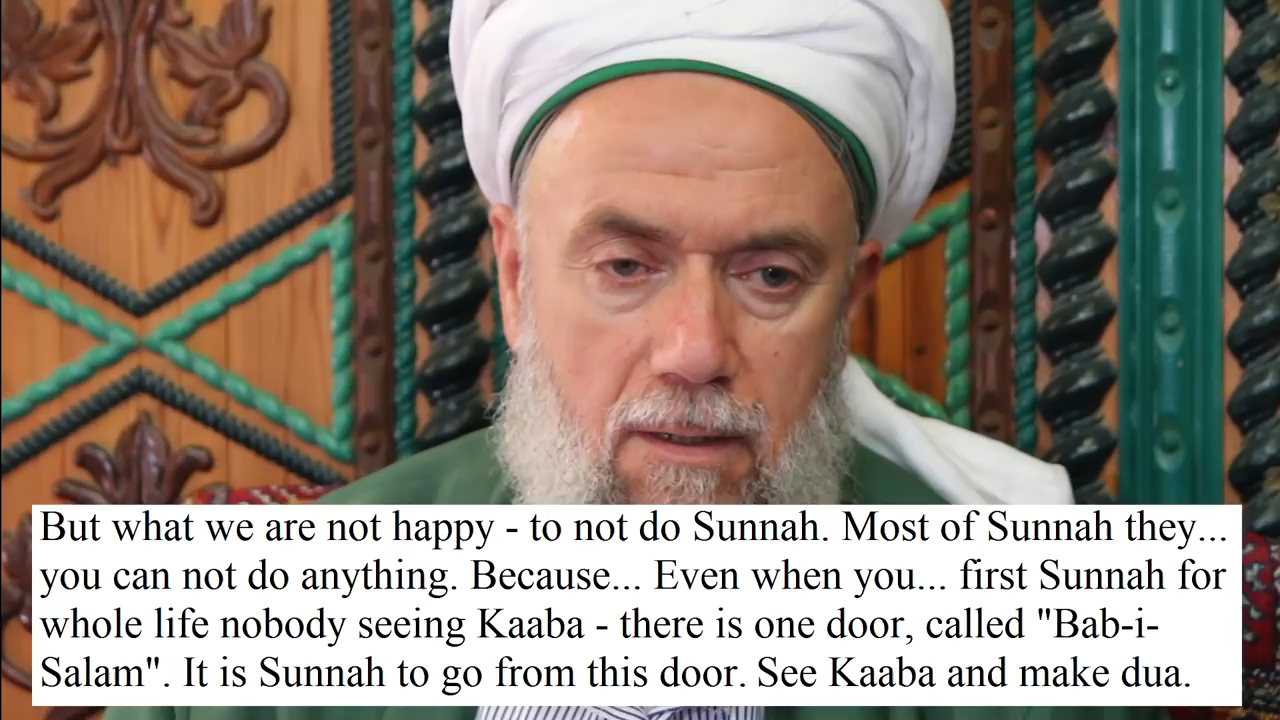 But what we are not happy - to not do Sunnah. Most of Sunnah they...
you can not do anything. Because... Even when you... first Sunnah for
whole life nobody seeing Kaaba - there is one door, called "Bab-i-
Salam". It is Sunnah to go from this door. See Kaaba and make dua.